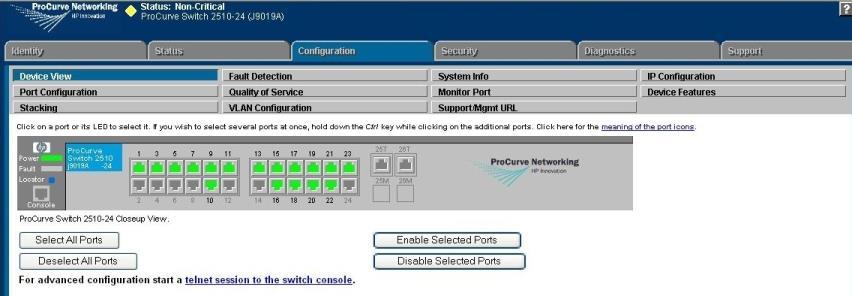 ProCurve Networking
HP Innovation
Status: Non-Critical
ProCurve Switch 2510-24 (J9019A)
?
Identity Status Configuration Security Diagnostics Support
Device View Fault Detection System Info IP Configuration
Port Configuration Quality of Service Monitor Port Device Features
Stacking VLAN Configuration Support/Mgmt URL
Click on a port or its LED to select it. If you wish to select several ports at once, hold down the Ctrl key while clicking on the additional ports. Click here for the meaning of the port icons.
hp
Power
Fault
Locator
Console
ProCurve
Switch 2510
j9019A -24
1 3 5 7 9 11 13 15 17 19 21 23 25T 26T
2 4 6 8 10 12 14 16 18 20 22 24 25M 26M
ProCurve Networking
HP Innovation
ProCurve Switch 2510-24 Closeup View.
Select All Ports Enable Selected Ports
Deselect All Ports Disable Selected Ports
For advanced configuration start a telnet session to the switch console.